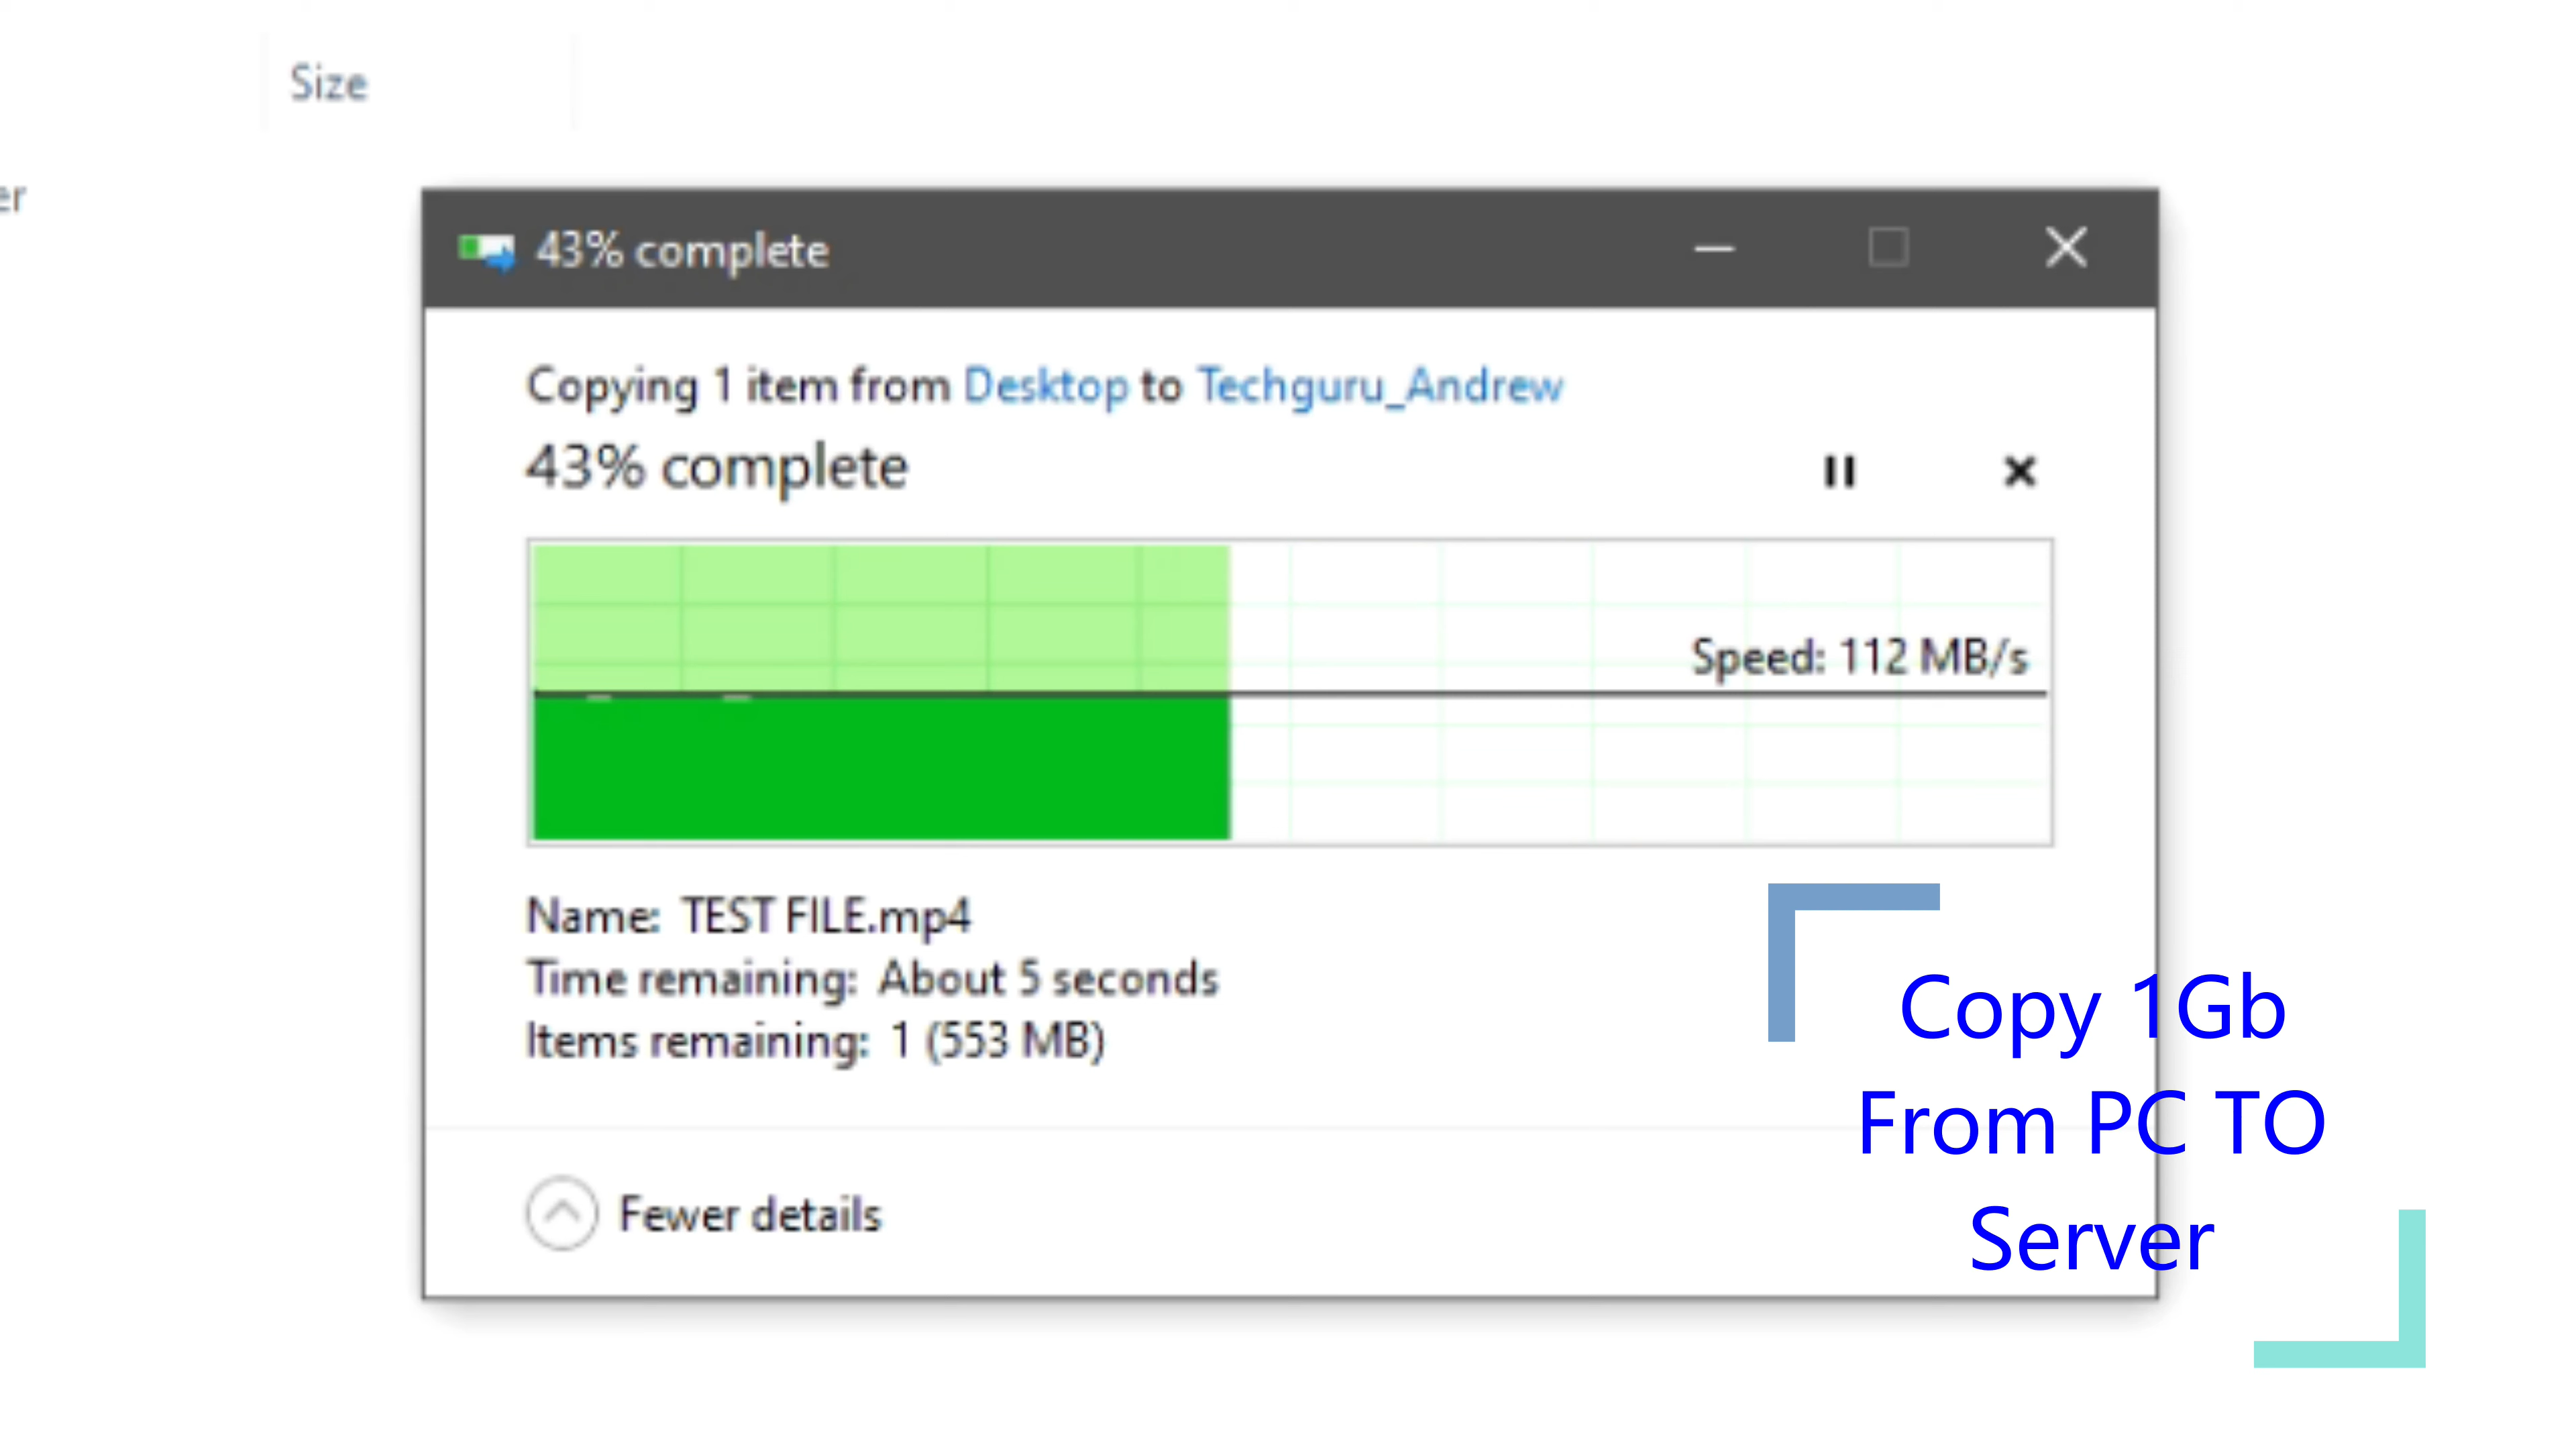 Size
er
43% complete
Copying 1 item from Desktop to Techguru_Andrew
43% complete
Speed: 112 MB/s
Name: TEST FILE.mp4
Time remaining: About 5 seconds
Items remaining: 1 (553 MB)
Fewer details
Copy 1Gb
From PC TO
Server